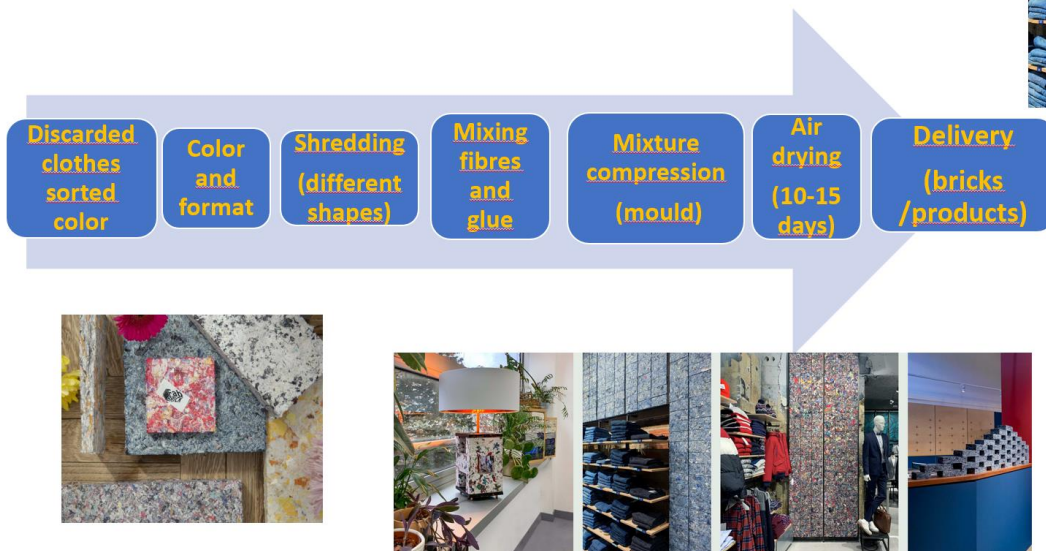 Discarded
clothes
sorted
color
Color
and
format
Shredding
(different
shapes)
Mixing
fibres
and
glue
Mixture
compression
(mould)
Air
drying
(10-15
days)
Delivery
(bricks
/products)